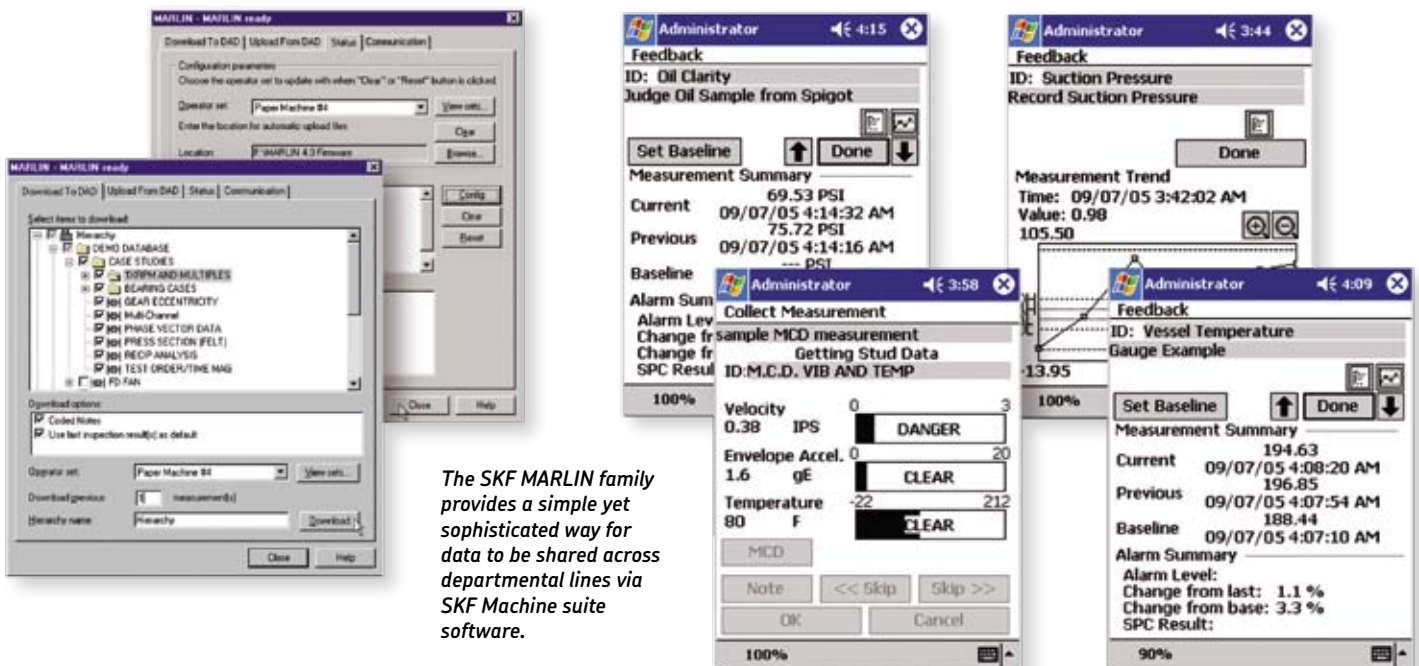 MARLIN - MARLIN ready
Download To DAD | Upload From DAD | Status | Communication
Configuration parameters
Choose the operator set to update with when "Clear" or "Reset" button is clicked
Operator set: Paper Machine #4 View sets...
Enter the location for automatic upload files
Clear
Location: Browse...
Config
Clear
Reset
Close Help
MARLIN - MARLIN ready
Download To DAD | Upload From DAD | Status | Communication
Select items to download:
Hierarchy
DEMO DATABASE
CASE STUDIES
1XRPM AND MULTIPLES
BEARING CASES
GEAR ECCENTRICITY
Multi-Channel
PHASE VECTOR DATA
PRESS SECTION (FELT)
RECIP ANALYSIS
TEST ORDER/TIME MAG
FD FAN
Download options:
Coded Notes
Use last inspection result(s) as default
Operator set: Paper Machine #4 View sets...
Download previous measurement(s)
Hierarchy name: Hierarchy Download
Close Help
The SKF MARLIN family
provides a simple yet
sophisticated way for
data to be shared across
departmental lines via
SKF Machine suite
software.
Administrator 4:15
Feedback
ID: Oil Clarity
Judge Oil Sample from Spigot
Set Baseline Done
Measurement Summary
Current 69.53 PSI
09/07/05 4:14:32 AM
Previous 75.72 PSI
09/07/05 4:14:16 AM
Baseline --- PSI
Alarm Sum
Alarm Lev
Change fr
Change fr
SPC Resul
100%
Administrator 3:44
Feedback
ID: Suction Pressure
Record Suction Pressure
Done
Measurement Trend
Time: 09/07/05 3:42:02 AM
Value: 0.98
105.50
-13.95
100%
Administrator 3:58
Collect Measurement
sample MCD measurement
Getting Stud Data
ID:M.C.D. VIB AND TEMP
Velocity 0 3
0.38 IPS DANGER
Envelope Accel. 0 20
1.6 gE CLEAR
Temperature -22 212
80 F CLEAR
MCD
Note << Skip Skip >>
OK Cancel
100%
Administrator 4:09
Feedback
ID: Vessel Temperature
Gauge Example
Set Baseline Done
Measurement Summary
Current 194.63
09/07/05 4:08:20 AM
Previous 196.85
09/07/05 4:07:54 AM
Baseline 188.44
09/07/05 4:07:10 AM
Alarm Summary
Alarm Level:
Change from last: 1.1 %
Change from base: 3.3 %
SPC Result:
90%